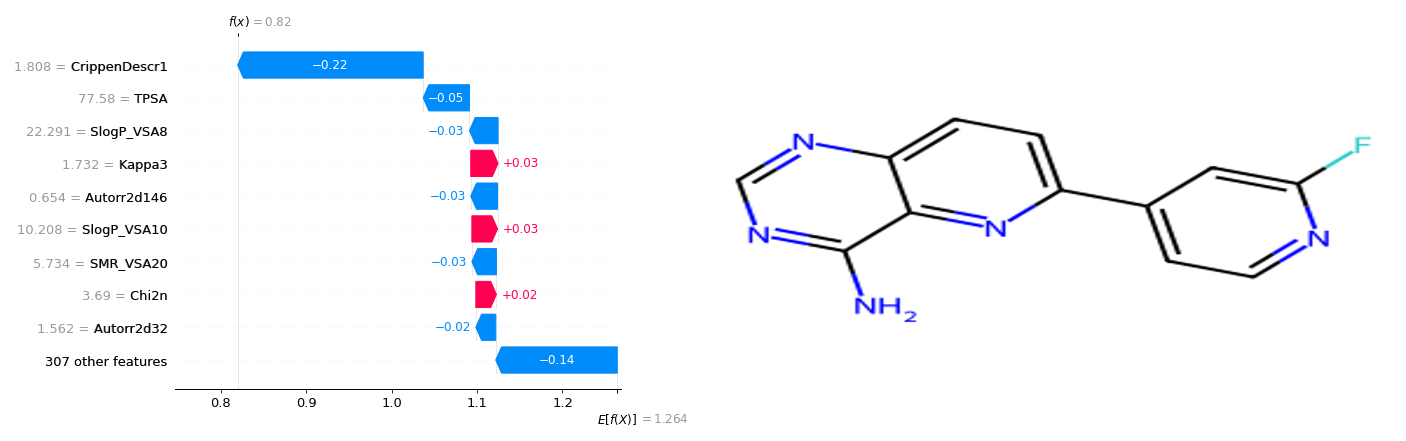 f(x) = 0.82
1.808 = CrippenDescr1 −0.22
77.58 = TPSA −0.05
22.291 = SlogP_VSA8 −0.03
1.732 = Kappa3 +0.03
0.654 = Autorr2d146 −0.03
10.208 = SlogP_VSA10 +0.03
5.734 = SMR_VSA20 −0.03
3.69 = Chi2n +0.02
1.562 = Autorr2d32 −0.02
307 other features −0.14
0.8 0.9 1.0 1.1 1.2
E[f(X)] = 1.264
N
F
N
N
N
NH2